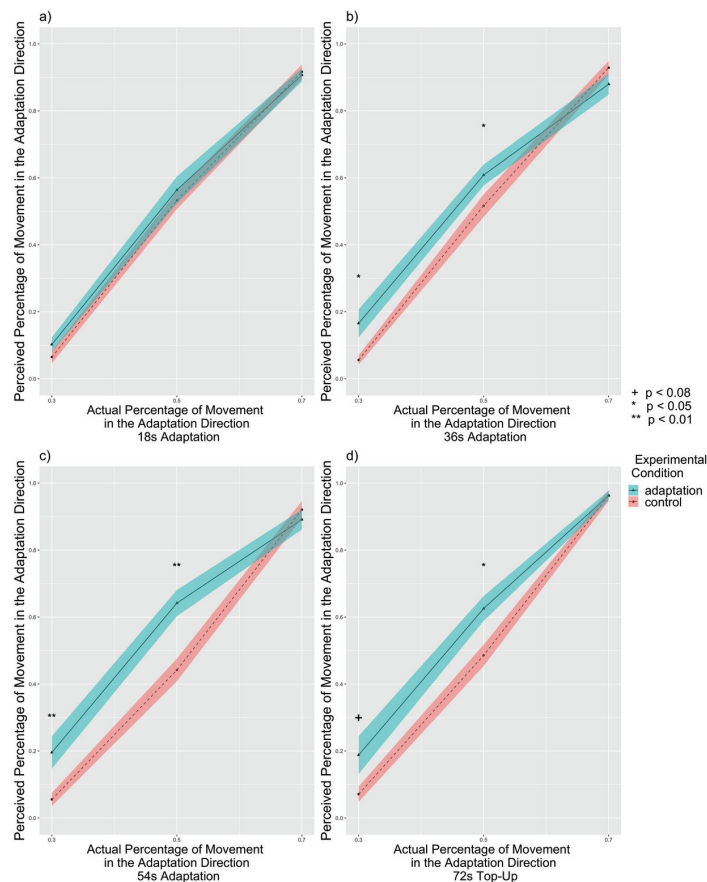 a)
Perceived Percentage of Movement in the Adaptation Direction
1.0
0.8
0.6
0.4
0.2
0.0
0.3
0.5
0.7
Actual Percentage of Movement
in the Adaptation Direction
18s Adaptation
b)
Perceived Percentage of Movement in the Adaptation Direction
1.0
0.8
0.6
0.4
0.2
0.0
*
*
0.3
0.5
0.7
Actual Percentage of Movement
in the Adaptation Direction
36s Adaptation
+ p < 0.08
* p < 0.05
** p < 0.01
Experimental
Condition
adaptation
control
c)
Perceived Percentage of Movement in the Adaptation Direction
1.0
0.8
0.6
0.4
0.2
0.0
**
**
0.3
0.5
0.7
Actual Percentage of Movement
in the Adaptation Direction
54s Adaptation
d)
Perceived Percentage of Movement in the Adaptation Direction
1.0
0.8
0.6
0.4
0.2
0.0
*
+
0.3
0.5
0.7
Actual Percentage of Movement
in the Adaptation Direction
72s Top-Up